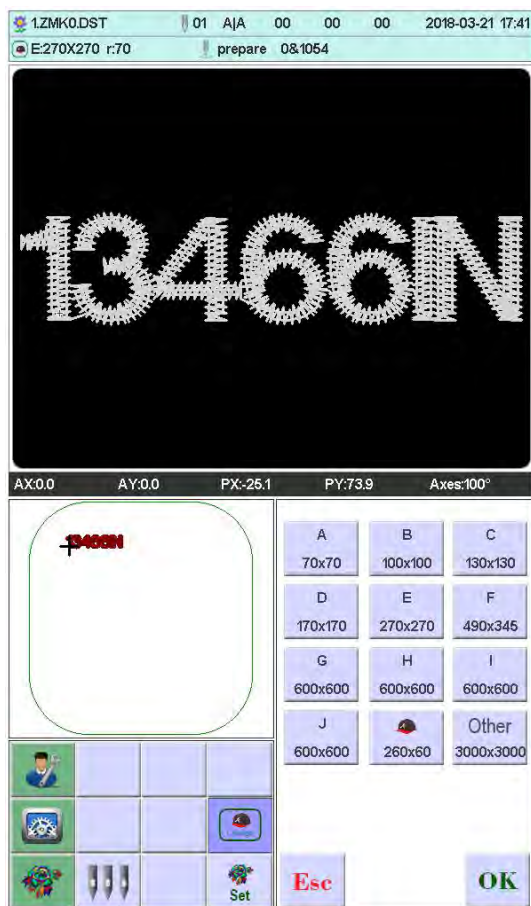 1.ZMK0.DST 01 A|A 00 00 00 2018-03-21 17:41
E:270X270 r:70 prepare 0&1054
13466N
AX:0.0 AY:0.0 PX:-25.1 PY:73.9 Axes:100°
13466N
A B C
70x70 100x100 130x130
D E F
170x170 270x270 490x345
G H I
600x600 600x600 600x600
J Other
600x600 260x60 3000x3000
Set
Esc OK